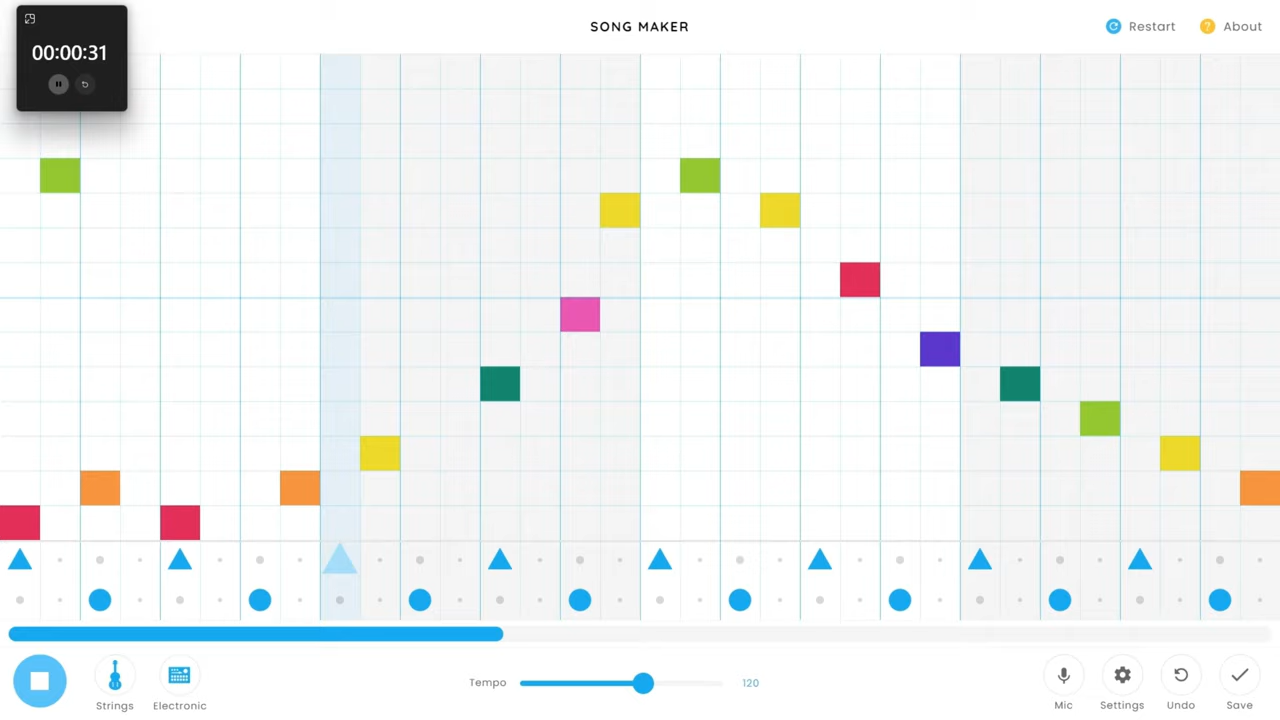 00:00:31
SONG MAKER
Restart
About
Tempo
120
Strings
Electronic
Mic
Settings
Undo
Save